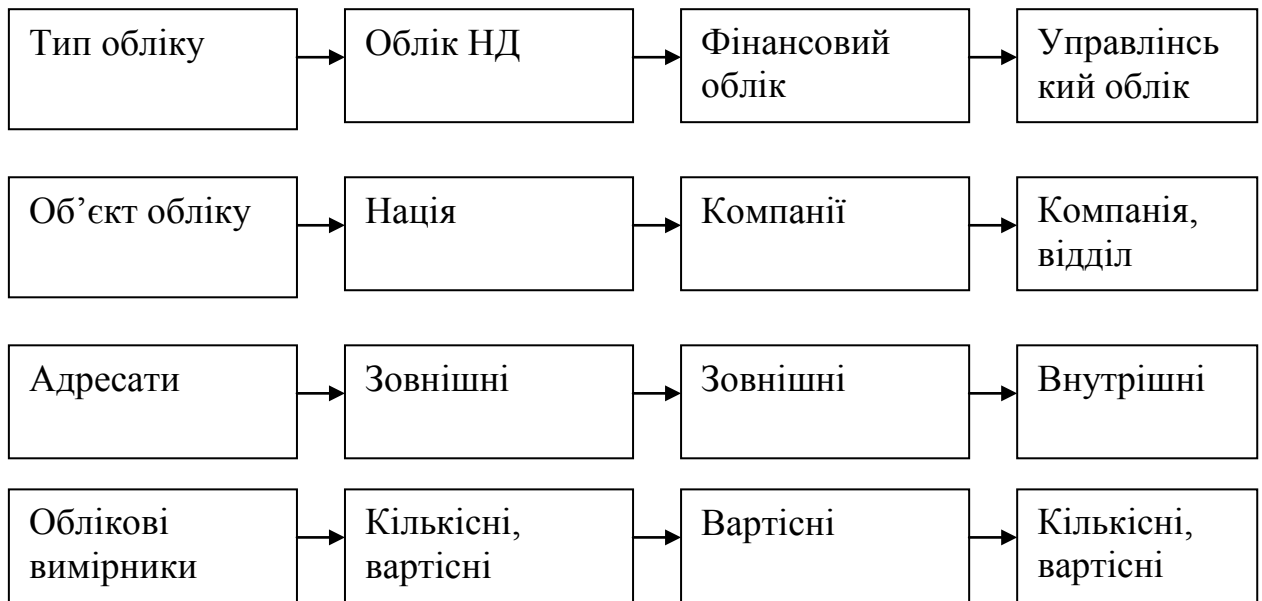 Тип обліку
Облік НД
Фінансовий
облік
Управлінсь
кий облік
Об’єкт обліку
Нація
Компанії
Компанія,
відділ
Адресати
Зовнішні
Зовнішні
Внутрішні
Облікові
вимірники
Кількісні,
вартісні
Вартісні
Кількісні,
вартісні